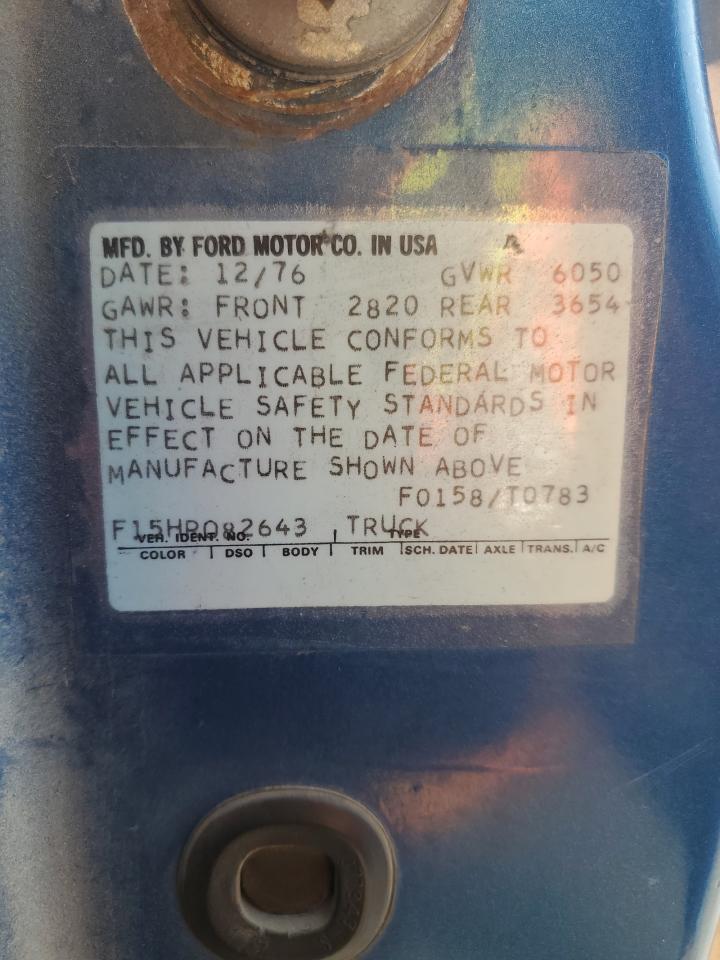 MFD. BY FORD MOTOR CO. IN USA
DATE: 12/76 GVWR 6050
GAWR: FRONT 2820 REAR 3654
THIS VEHICLE CONFORMS TO
ALL APPLICABLE FEDERAL MOTOR
VEHICLE SAFETY STANDARDS IN
EFFECT ON THE DATE OF
MANUFACTURE SHOWN ABOVE
F0158/T0783
F15HRO82643 TRUCK
VEH. IDENT. NO. TYPE
COLOR DSO BODY TRIM SCH. DATE AXLE TRANS. A/C